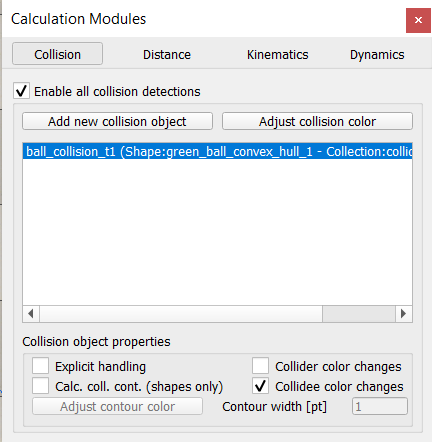 Calculation Modules
Collision Distance Kinematics Dynamics
Enable all collision detections
Add new collision object Adjust collision color
ball_collision_t1 (Shape:green_ball_convex_hull_1 - Collection:collic
Collision object properties
Explicit handling Collider color changes
Calc. coll. cont. (shapes only) Collidee color changes
Adjust contour color Contour width [pt] 1